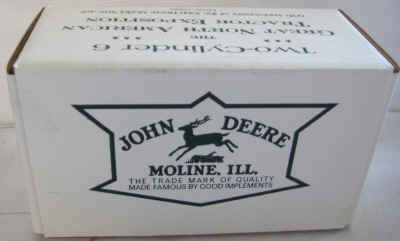 Two-Cylinder 6
★★★ THE ★★★
Great North American
Tractor Exposition
JOHN DEERE
MOLINE, ILL.
THE TRADE MARK OF QUALITY
MADE FAMOUS BY GOOD IMPLEMENTS